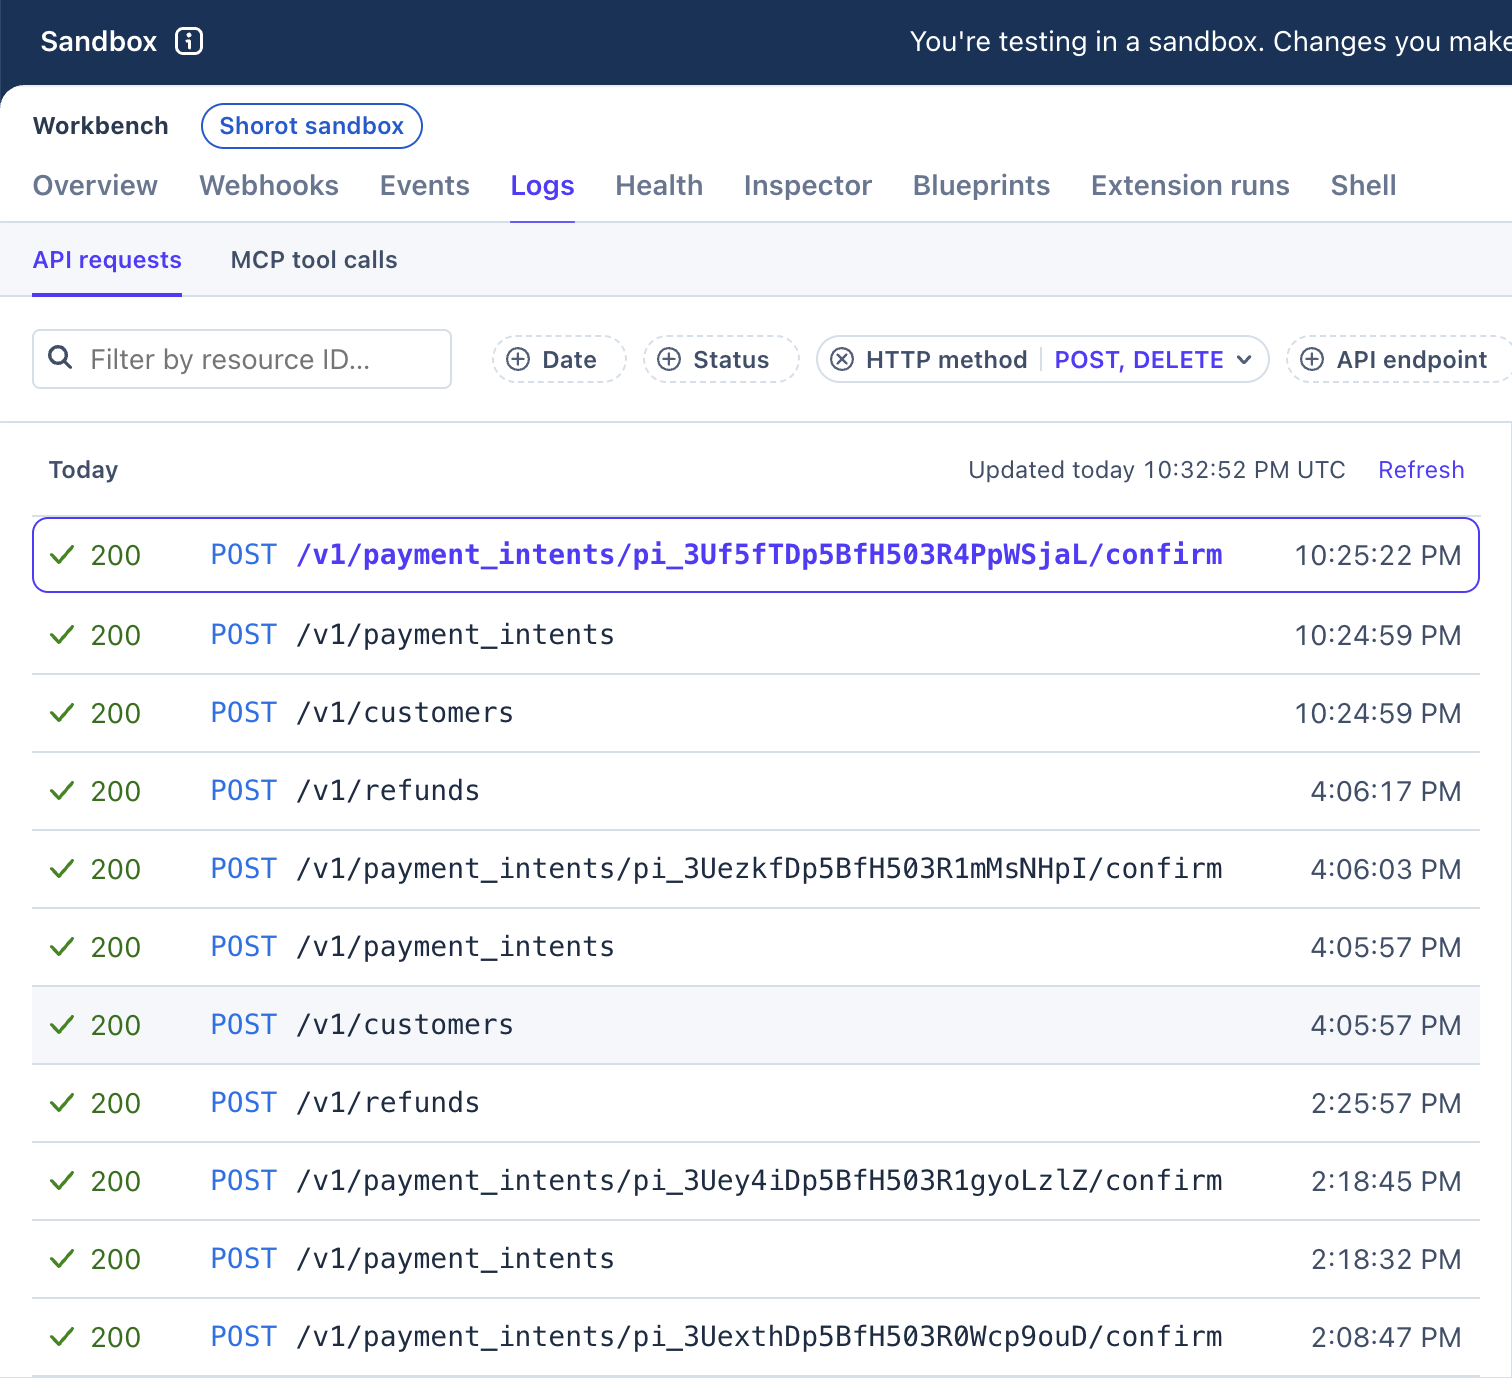 Sandbox You're testing in a sandbox. Changes you make
Workbench Shorot sandbox
Overview Webhooks Events Logs Health Inspector Blueprints Extension runs Shell
API requests MCP tool calls
Filter by resource ID... Date Status HTTP method POST, DELETE API endpoint
Today Updated today 10:32:52 PM UTC Refresh
200 POST /v1/payment_intents/pi_3Uf5fTDp5BfH503R4PpWSjaL/confirm 10:25:22 PM
200 POST /v1/payment_intents 10:24:59 PM
200 POST /v1/customers 10:24:59 PM
200 POST /v1/refunds 4:06:17 PM
200 POST /v1/payment_intents/pi_3UezkfDp5BfH503R1mMsNHpI/confirm 4:06:03 PM
200 POST /v1/payment_intents 4:05:57 PM
200 POST /v1/customers 4:05:57 PM
200 POST /v1/refunds 2:25:57 PM
200 POST /v1/payment_intents/pi_3Uey4iDp5BfH503R1gyoLzlZ/confirm 2:18:45 PM
200 POST /v1/payment_intents 2:18:32 PM
200 POST /v1/payment_intents/pi_3UexthDp5BfH503R0Wcp9ouD/confirm 2:08:47 PM